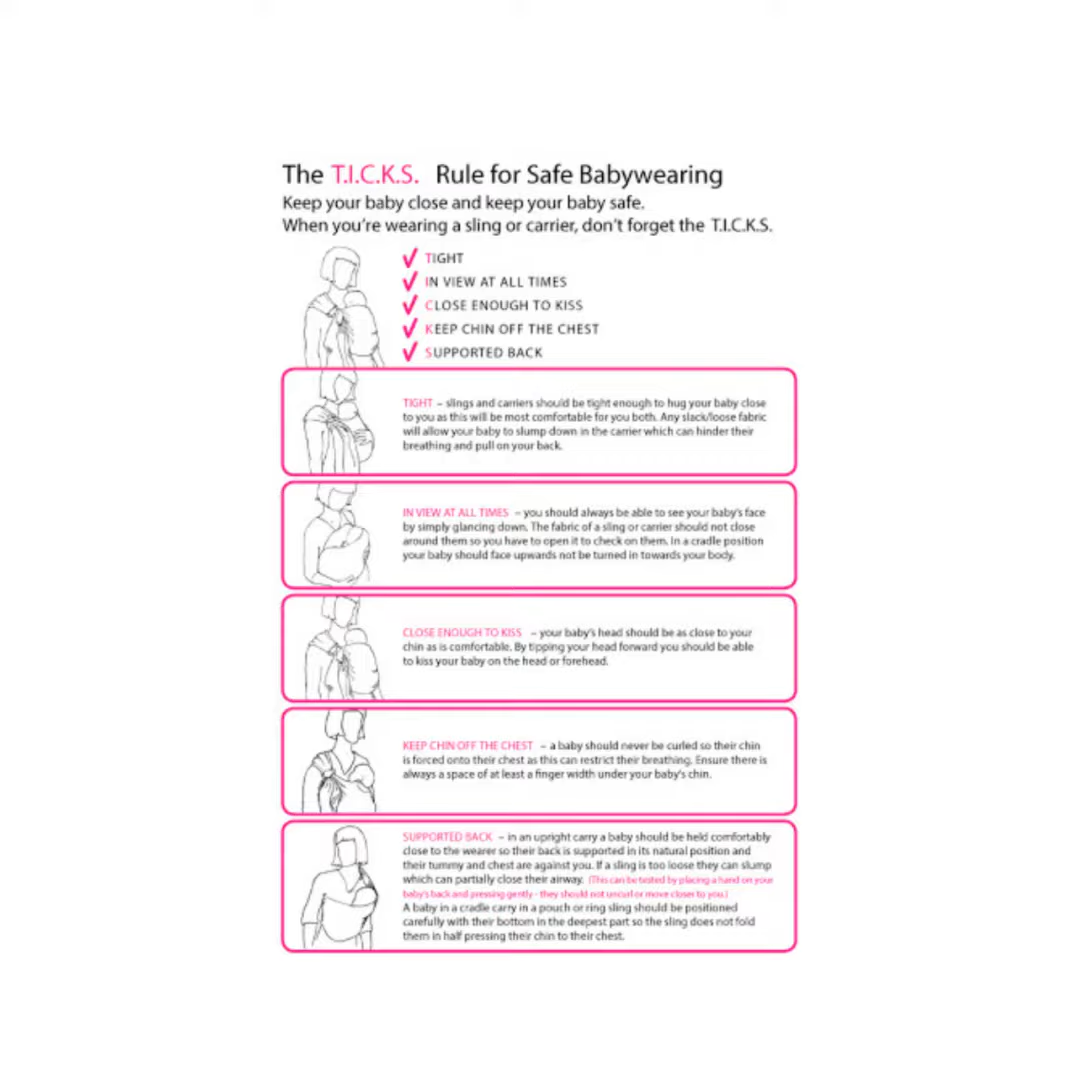 The T.I.C.K.S. Rule for Safe Babywearing
Keep your baby close and keep your baby safe.
When you're wearing a sling or carrier, don't forget the T.I.C.K.S.
TIGHT
IN VIEW AT ALL TIMES
CLOSE ENOUGH TO KISS
KEEP CHIN OFF THE CHEST
SUPPORTED BACK
TIGHT – slings and carriers should be tight enough to hug your baby close
to you as this will be most comfortable for you both. Any slack/loose fabric
will allow your baby to slump down in the carrier which can hinder their
breathing and pull on your back.
IN VIEW AT ALL TIMES – you should always be able to see your baby's face
by simply glancing down. The fabric of a sling or carrier should not close
around them so you have to open it to check on them. In a cradle position
your baby should face upwards not be turned in towards your body.
CLOSE ENOUGH TO KISS – your baby's head should be as close to your
chin as is comfortable. By tipping your head forward you should be able
to kiss your baby on the head or forehead.
KEEP CHIN OFF THE CHEST – a baby should never be curled so their chin
is forced onto their chest as this can restrict their breathing. Ensure there is
always a space of at least a finger width under your baby's chin.
SUPPORTED BACK – in an upright carry a baby should be held comfortably
close to the wearer so their back is supported in its natural position and
their tummy and chest are against you. If a sling is too loose they can slump
which can partially close their airway. (This can be tested by placing a hand on your
baby's back and pressing gently - they should not uncurl or move closer to you.)
A baby in a cradle carry in a pouch or ring sling should be positioned
carefully with their bottom in the deepest part so the sling does not fold
them in half pressing their chin to their chest.